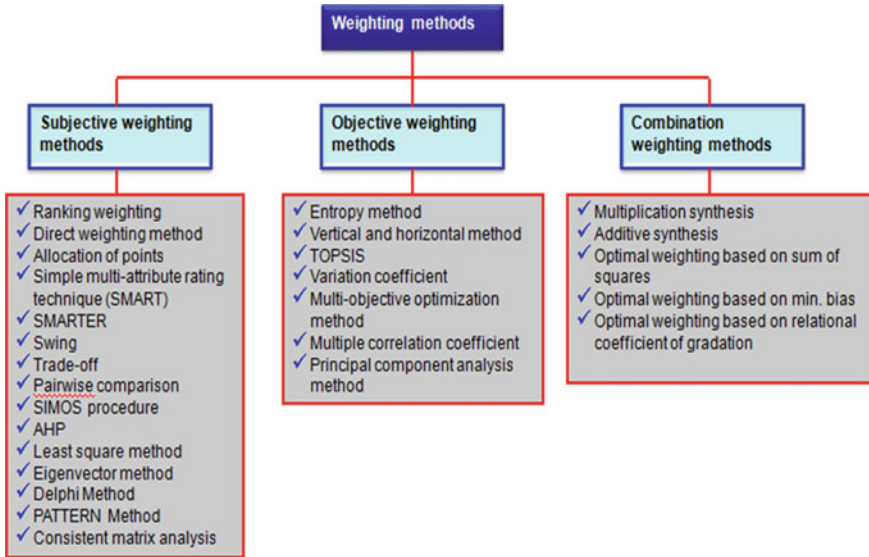 Weighting methods
Subjective weighting
methods
Objective weighting
methods
Combination
weighting methods
✓ Ranking weighting
✓ Direct weighting method
✓ Allocation of points
✓ Simple multi-attribute rating
technique (SMART)
✓ SMARTER
✓ Swing
✓ Trade-off
✓ Pairwise comparison
✓ SIMOS procedure
✓ AHP
✓ Least square method
✓ Eigenvector method
✓ Delphi Method
✓ PATTERN Method
✓ Consistent matrix analysis
✓ Entropy method
✓ Vertical and horizontal method
✓ TOPSIS
✓ Variation coefficient
✓ Multi-objective optimization
method
✓ Multiple correlation coefficient
✓ Principal component analysis
method
✓ Multiplication synthesis
✓ Additive synthesis
✓ Optimal weighting based on sum of
squares
✓ Optimal weighting based on min. bias
✓ Optimal weighting based on relational
coefficient of gradation